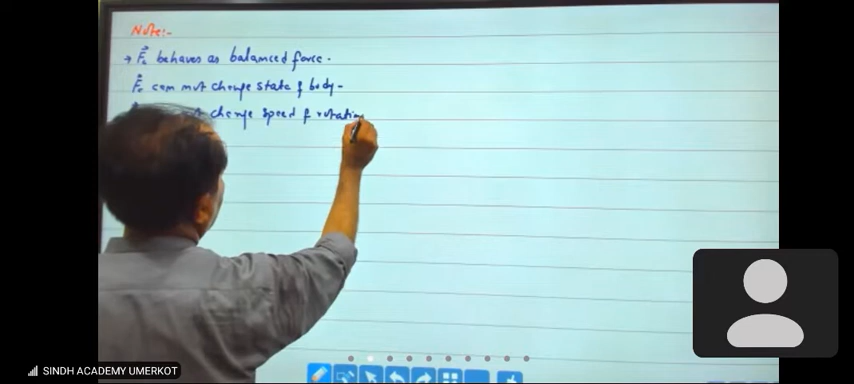 Note:-
→ F⃗c behaves as balanced force.
F⃗c can not change state of body-
change speed of rotation
SINDH ACADEMY UMERKOT